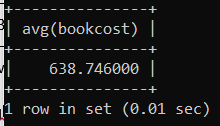 +---------------+
| avg(bookcost) |
+---------------+
| 638.746000 |
+---------------+
1 row in set (0.01 sec)